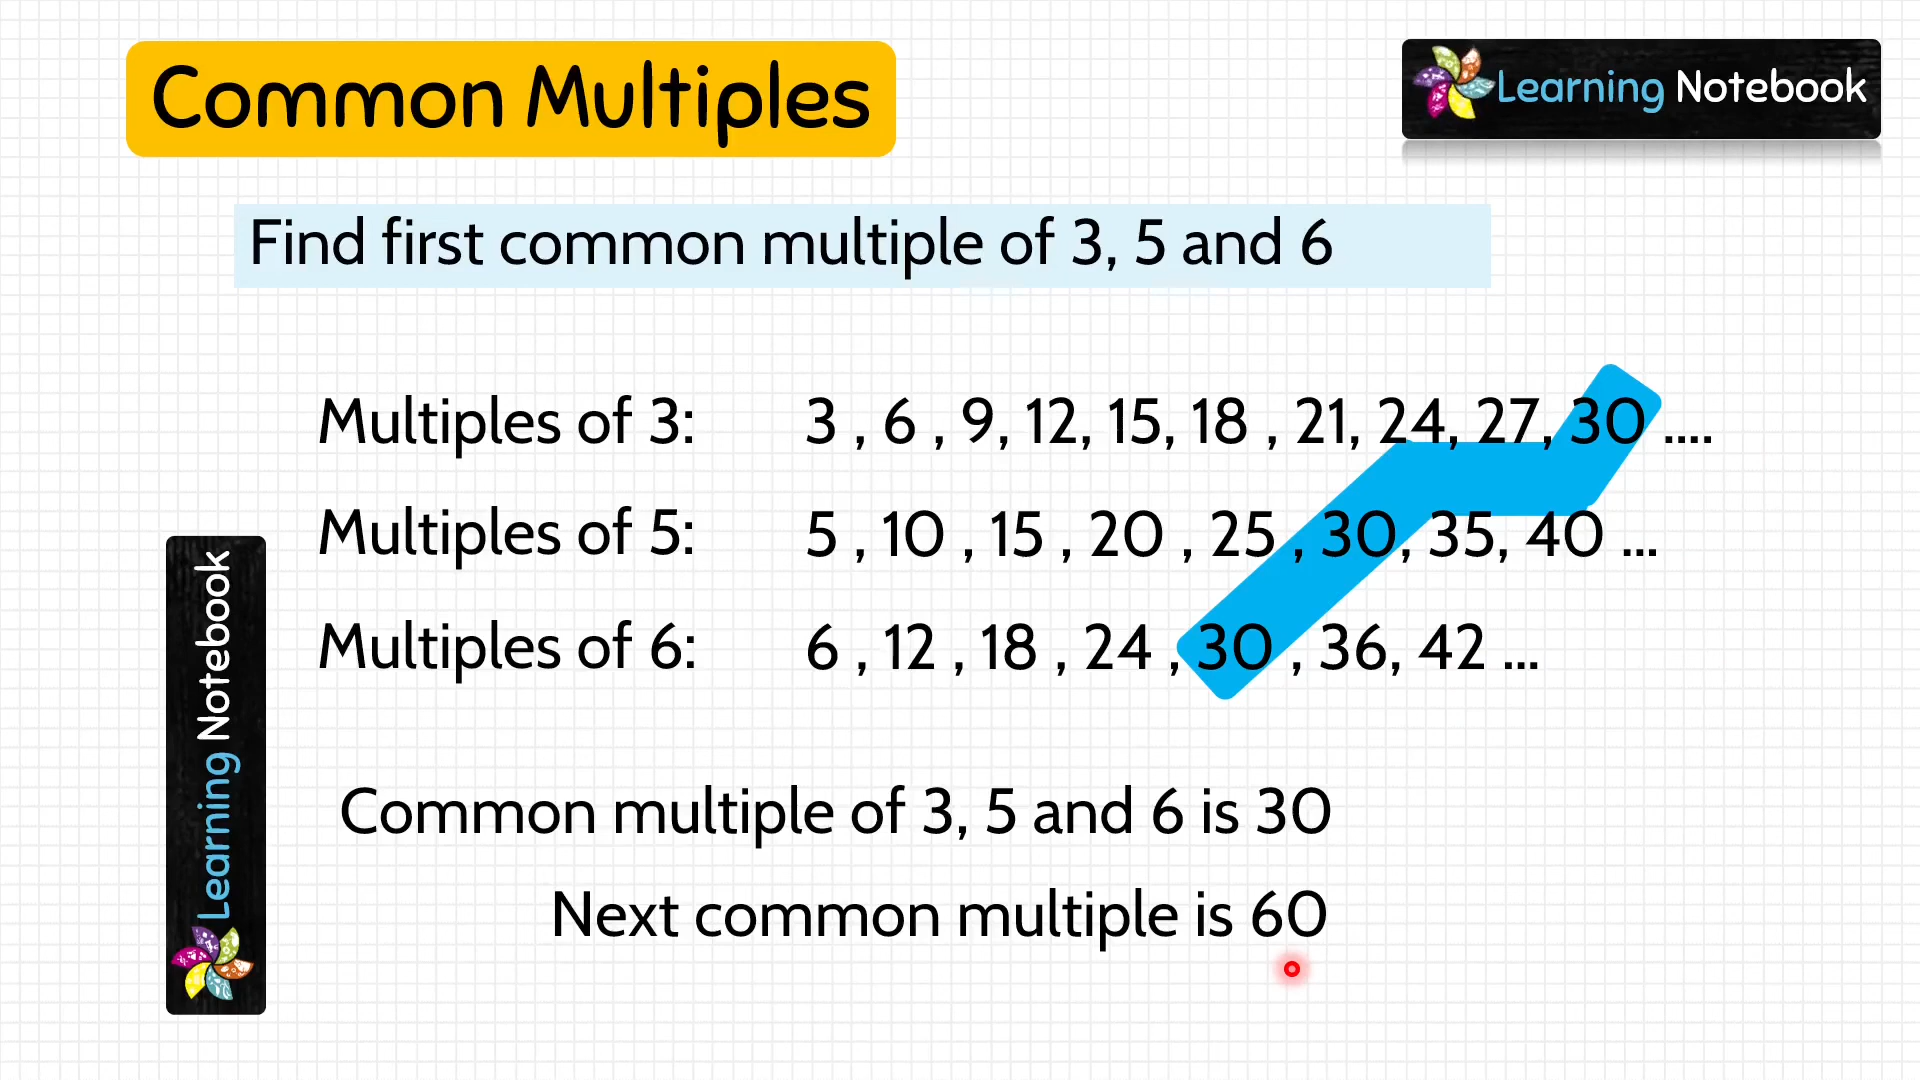 Common Multiples
Learning Notebook
Find first common multiple of 3, 5 and 6
Multiples of 3: 3 , 6 , 9, 12, 15, 18 , 21, 24, 27, 30 ....
Multiples of 5: 5 , 10 , 15 , 20 , 25 , 30, 35, 40 ...
Multiples of 6: 6 , 12 , 18 , 24 , 30 , 36, 42 ...
Learning Notebook
Common multiple of 3, 5 and 6 is 30
Next common multiple is 60